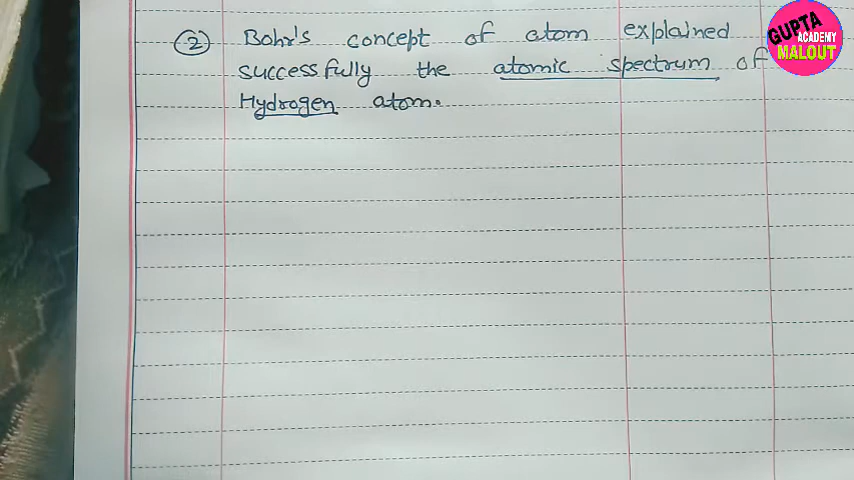 ② Bohr's concept of atom explained
successfully the atomic spectrum of
Hydrogen atom.
GUPTA
ACADEMY
MALOUT